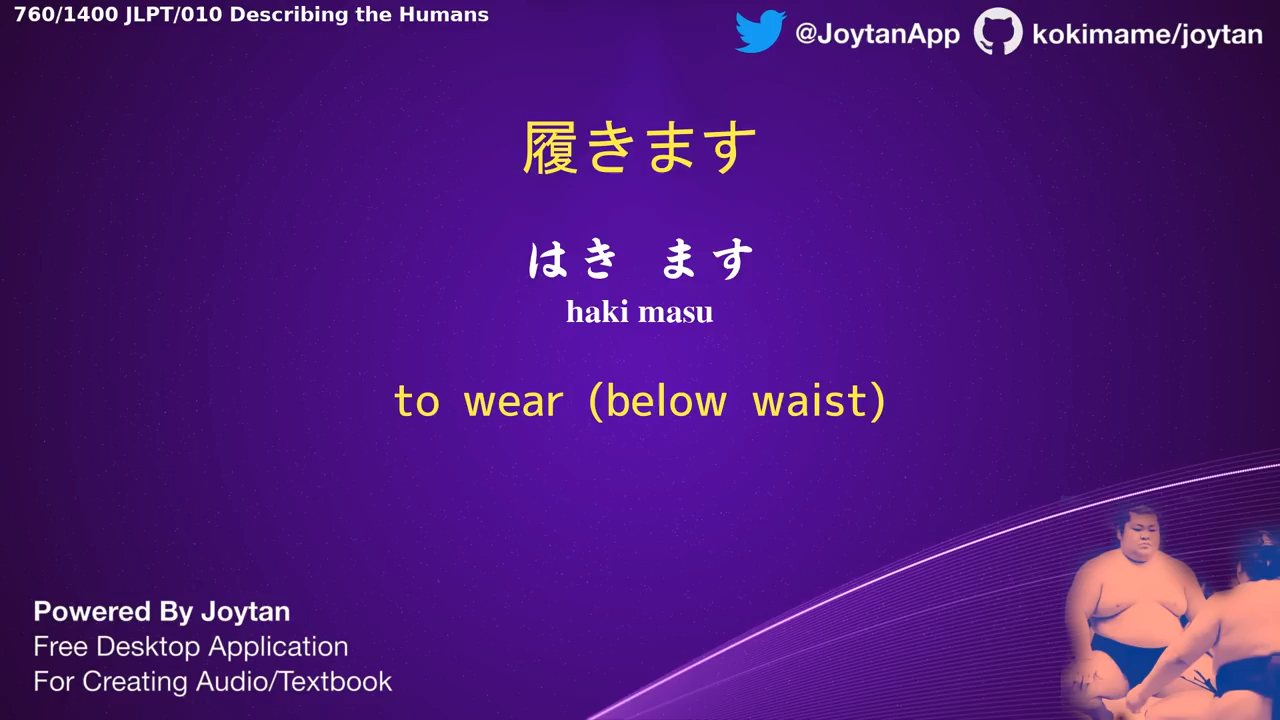 760/1400 JLPT/010 Describing the Humans
@JoytanApp kokimame/joytan
履きます
はき ます
haki masu
to wear (below waist)
Powered By Joytan
Free Desktop Application
For Creating Audio/Textbook